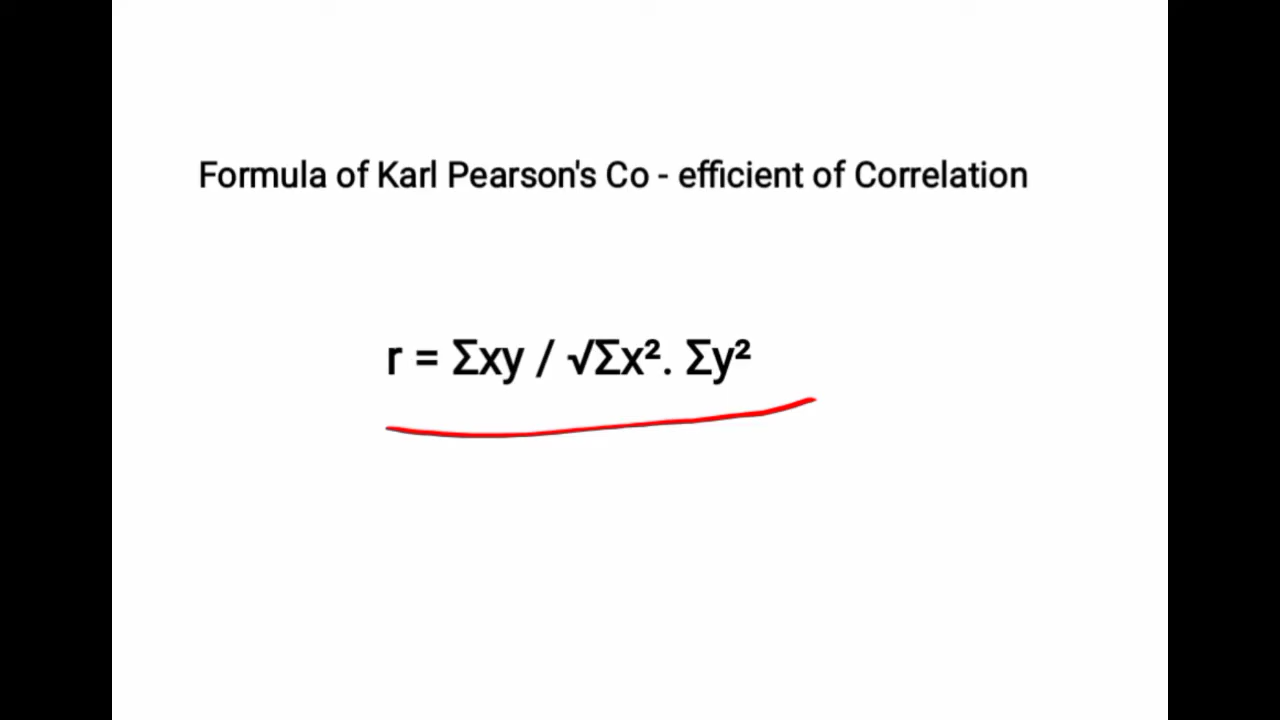 Formula of Karl Pearson's Co - efficient of Correlation
r = Σxy / √Σx². Σy²